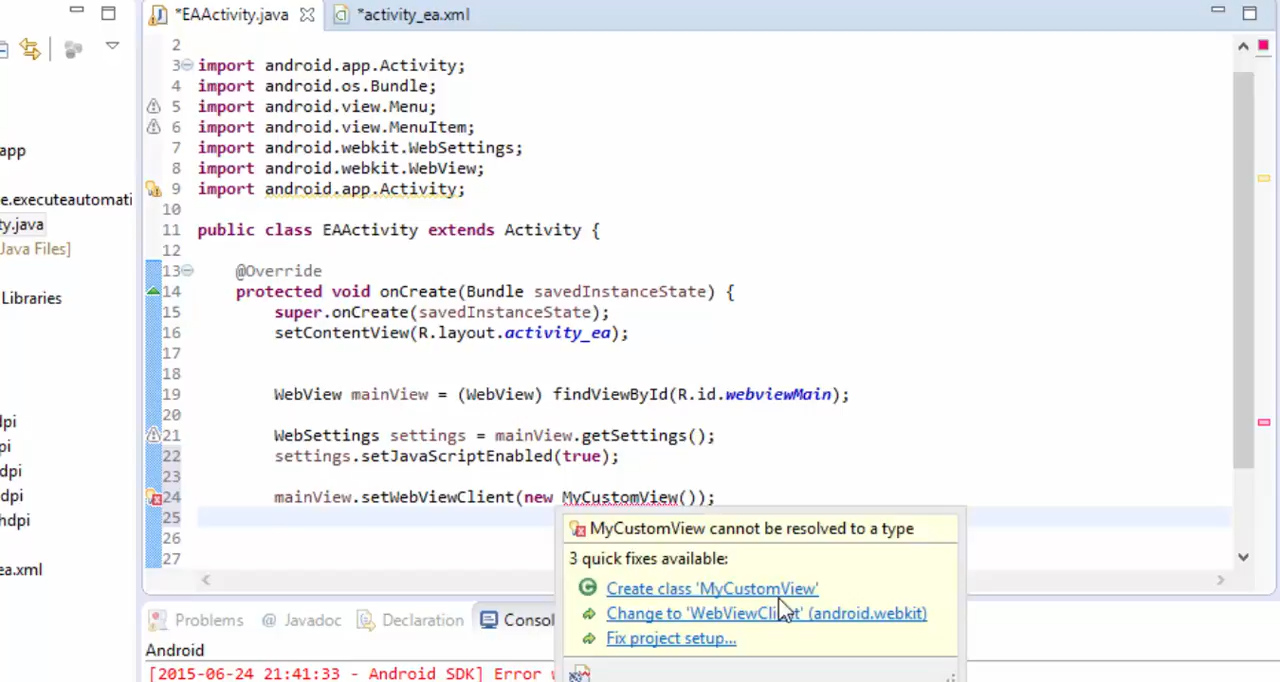 *EAActivity.java
*activity_ea.xml
app
e.executeautomati
ty.java
Java Files]
Libraries
dpi
pi
dpi
dpi
hdpi
ea.xml
2
3 import android.app.Activity;
4 import android.os.Bundle;
5 import android.view.Menu;
6 import android.view.MenuItem;
7 import android.webkit.WebSettings;
8 import android.webkit.WebView;
9 import android.app.Activity;
10
11 public class EAActivity extends Activity {
12
13 @Override
14 protected void onCreate(Bundle savedInstanceState) {
15 super.onCreate(savedInstanceState);
16 setContentView(R.layout.activity_ea);
17
18
19 WebView mainView = (WebView) findViewById(R.id.webviewMain);
20
21 WebSettings settings = mainView.getSettings();
22 settings.setJavaScriptEnabled(true);
23
24 mainView.setWebViewClient(new MyCustomView());
25
26
27
MyCustomView cannot be resolved to a type
3 quick fixes available:
Create class 'MyCustomView'
Change to 'WebViewClient' (android.webkit)
Fix project setup...
Problems @ Javadoc Declaration Consol
Android
[2015-06-24 21:41:33 - Android SDK] Error